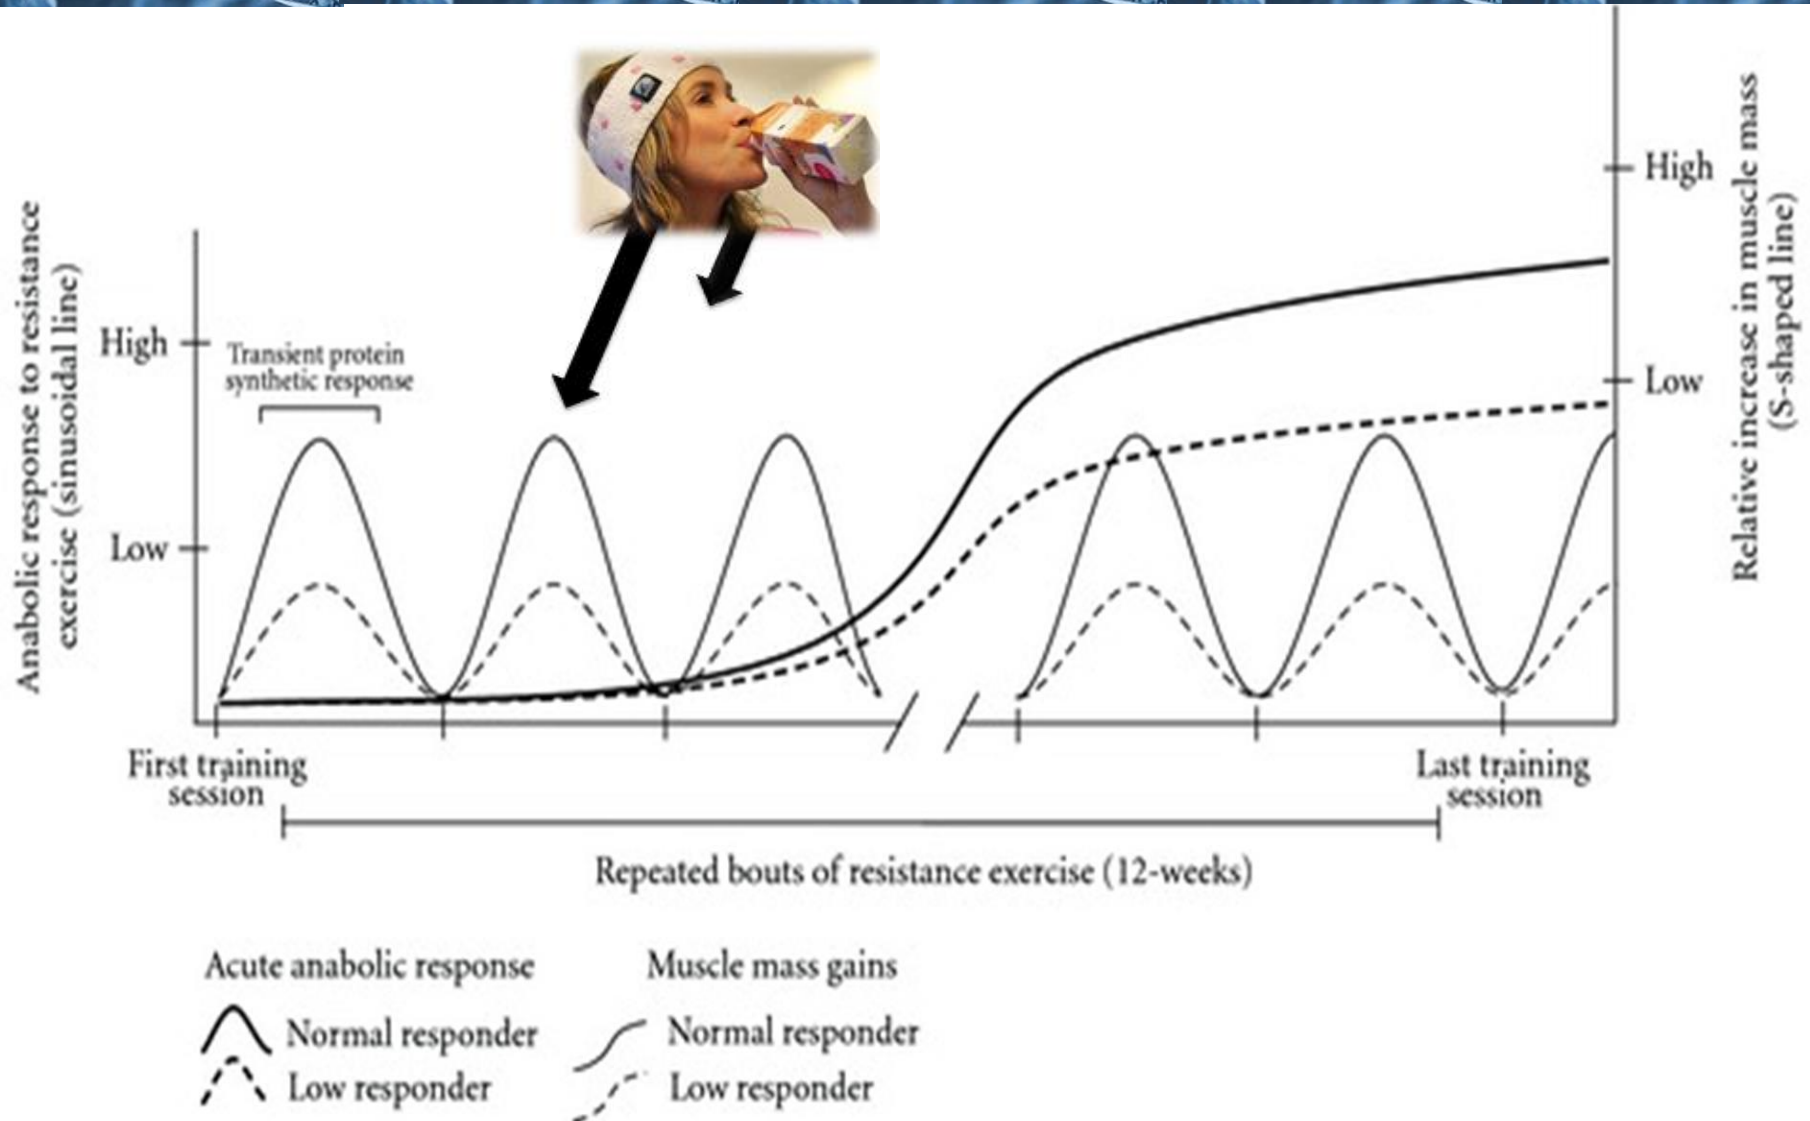 Anabolic response to resistance
exercise (sinusoidal line)
High
Low
Transient protein
synthetic response
High
Low
Relative increase in muscle mass
(S-shaped line)
First training
session
Last training
session
Repeated bouts of resistance exercise (12-weeks)
Acute anabolic response
Normal responder
Low responder
Muscle mass gains
Normal responder
Low responder